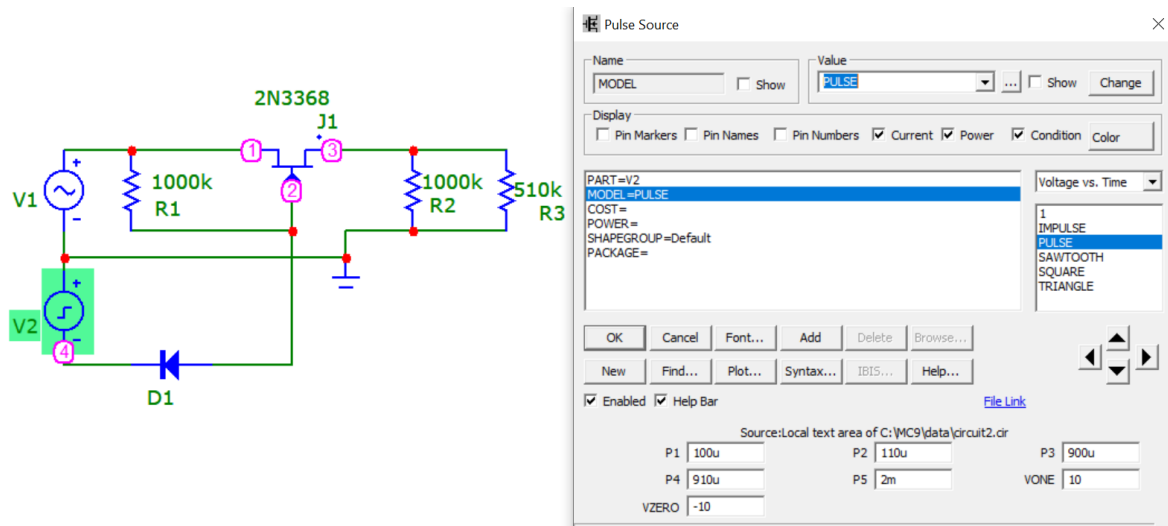 2N3368
J1
1
3
2
V1
1000k
R1
1000k
R2
510k
R3
V2
4
D1
Pulse Source
Name
MODEL
Show
Value
PULSE
...
Show
Change
Display
Pin Markers
Pin Names
Pin Numbers
Current
Power
Condition
Color
PART=V2
MODEL=PULSE
COST=
POWER=
SHAPEGROUP=Default
PACKAGE=
Voltage vs. Time
1
IMPULSE
PULSE
SAWTOOTH
SQUARE
TRIANGLE
OK
Cancel
Font...
Add
Delete
Browse...
New
Find...
Plot...
Syntax...
IBIS...
Help...
Enabled
Help Bar
File Link
Source:Local text area of C:\MC9\data\circuit2.cir
P1 100u
P2 110u
P3 900u
P4 910u
P5 2m
VONE 10
VZERO -10